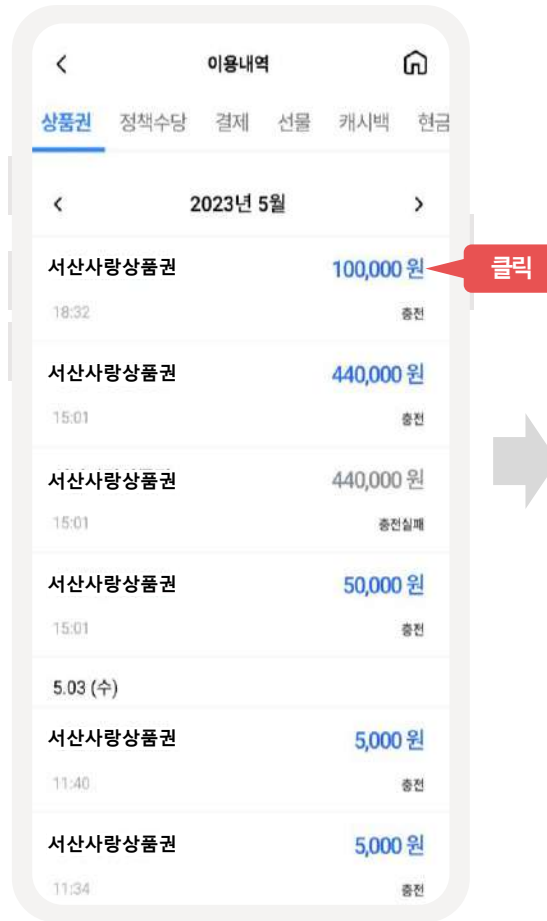 이용내역
상품권 정책수당 결제 선물 캐시백 현금
2023년 5월
서산사랑상품권 100,000 원
클릭
18:32 충전
서산사랑상품권 440,000 원
15:01 충전
서산사랑상품권 440,000 원
15:01 충전실패
서산사랑상품권 50,000 원
15:01 충전
5.03 (수)
서산사랑상품권 5,000 원
11:40 충전
서산사랑상품권 5,000 원
11:34 충전